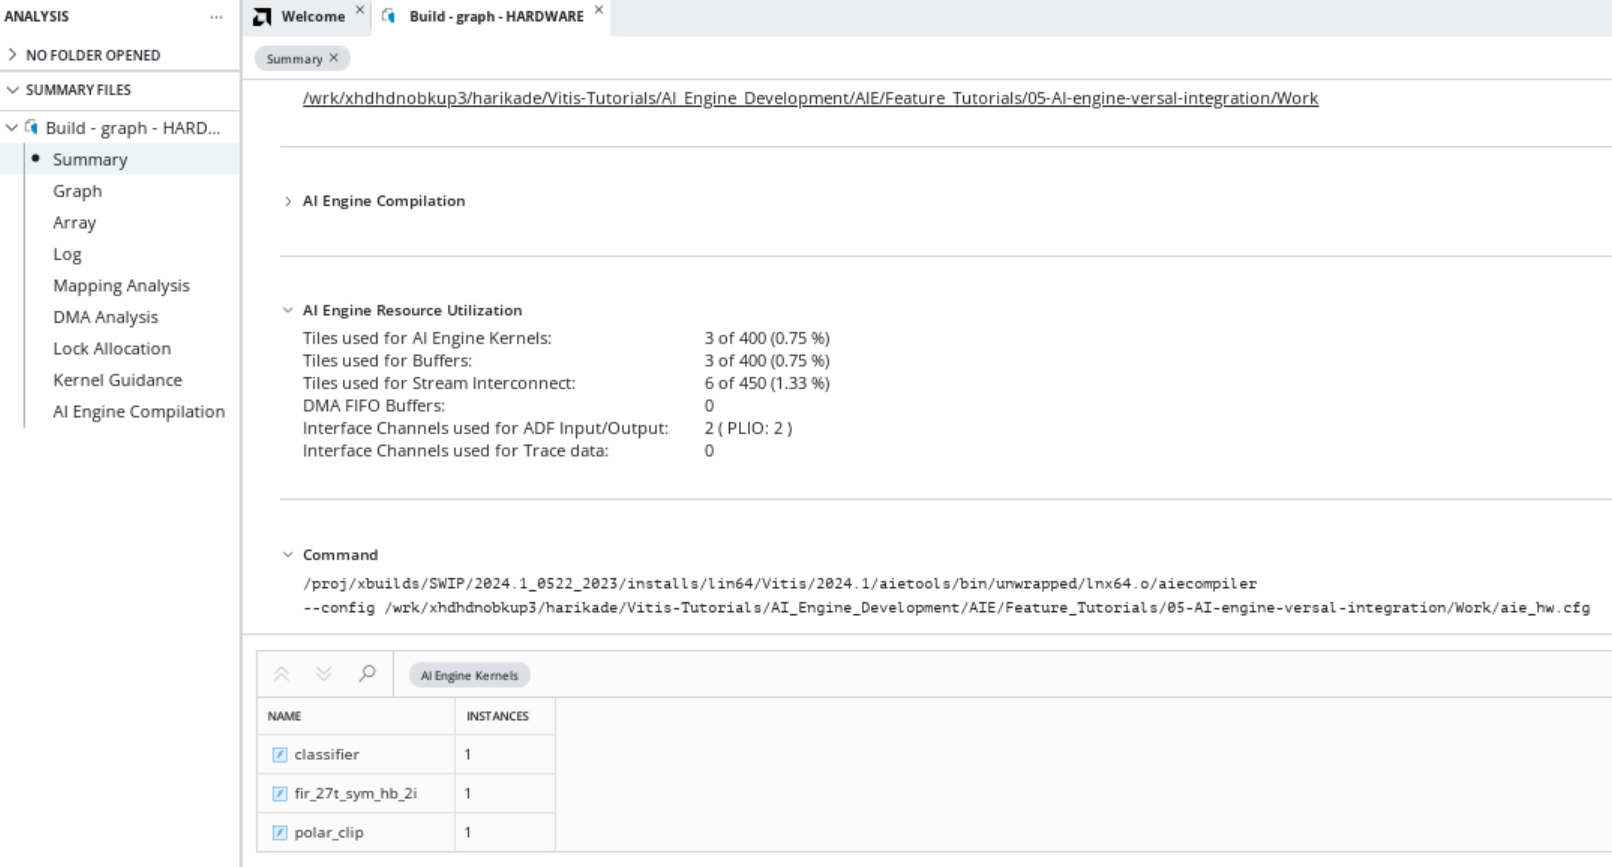 ANALYSIS
NO FOLDER OPENED
SUMMARY FILES
Build - graph - HARD...
Summary
Graph
Array
Log
Mapping Analysis
DMA Analysis
Lock Allocation
Kernel Guidance
AI Engine Compilation
Welcome
Build - graph - HARDWARE
Summary
/wrk/xhdhdnobkup3/harikade/Vitis-Tutorials/AI_Engine_Development/AIE/Feature_Tutorials/05-AI-engine-versal-integration/Work
AI Engine Compilation
AI Engine Resource Utilization
Tiles used for AI Engine Kernels: 3 of 400 (0.75 %)
Tiles used for Buffers: 3 of 400 (0.75 %)
Tiles used for Stream Interconnect: 6 of 450 (1.33 %)
DMA FIFO Buffers: 0
Interface Channels used for ADF Input/Output: 2 ( PLIO: 2 )
Interface Channels used for Trace data: 0
Command
/proj/xbuilds/SWIP/2024.1_0522_2023/installs/lin64/Vitis/2024.1/aietools/bin/unwrapped/lnx64.o/aiecompiler
--config /wrk/xhdhdnobkup3/harikade/Vitis-Tutorials/AI_Engine_Development/AIE/Feature_Tutorials/05-AI-engine-versal-integration/Work/aie_hw.cfg
AI Engine Kernels
NAME INSTANCES
classifier 1
fir_27t_sym_hb_2i 1
polar_clip 1